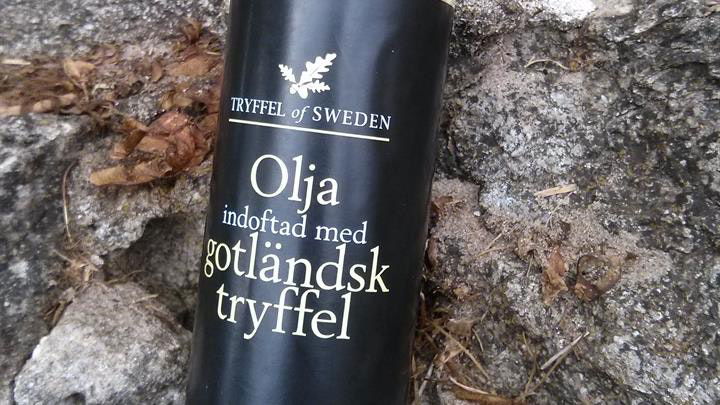 TRYFFEL of SWEDEN
Olja
indoftad med
gotländsk
tryffel